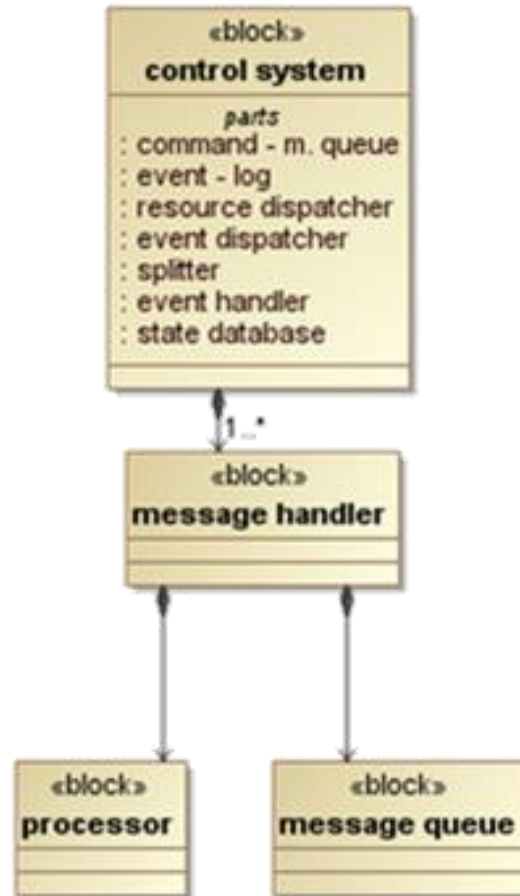 «block»
control system
parts
: command - m. queue
: event - log
: resource dispatcher
: event dispatcher
: splitter
: event handler
: state database
1..*
«block»
message handler
«block»
processor
«block»
message queue